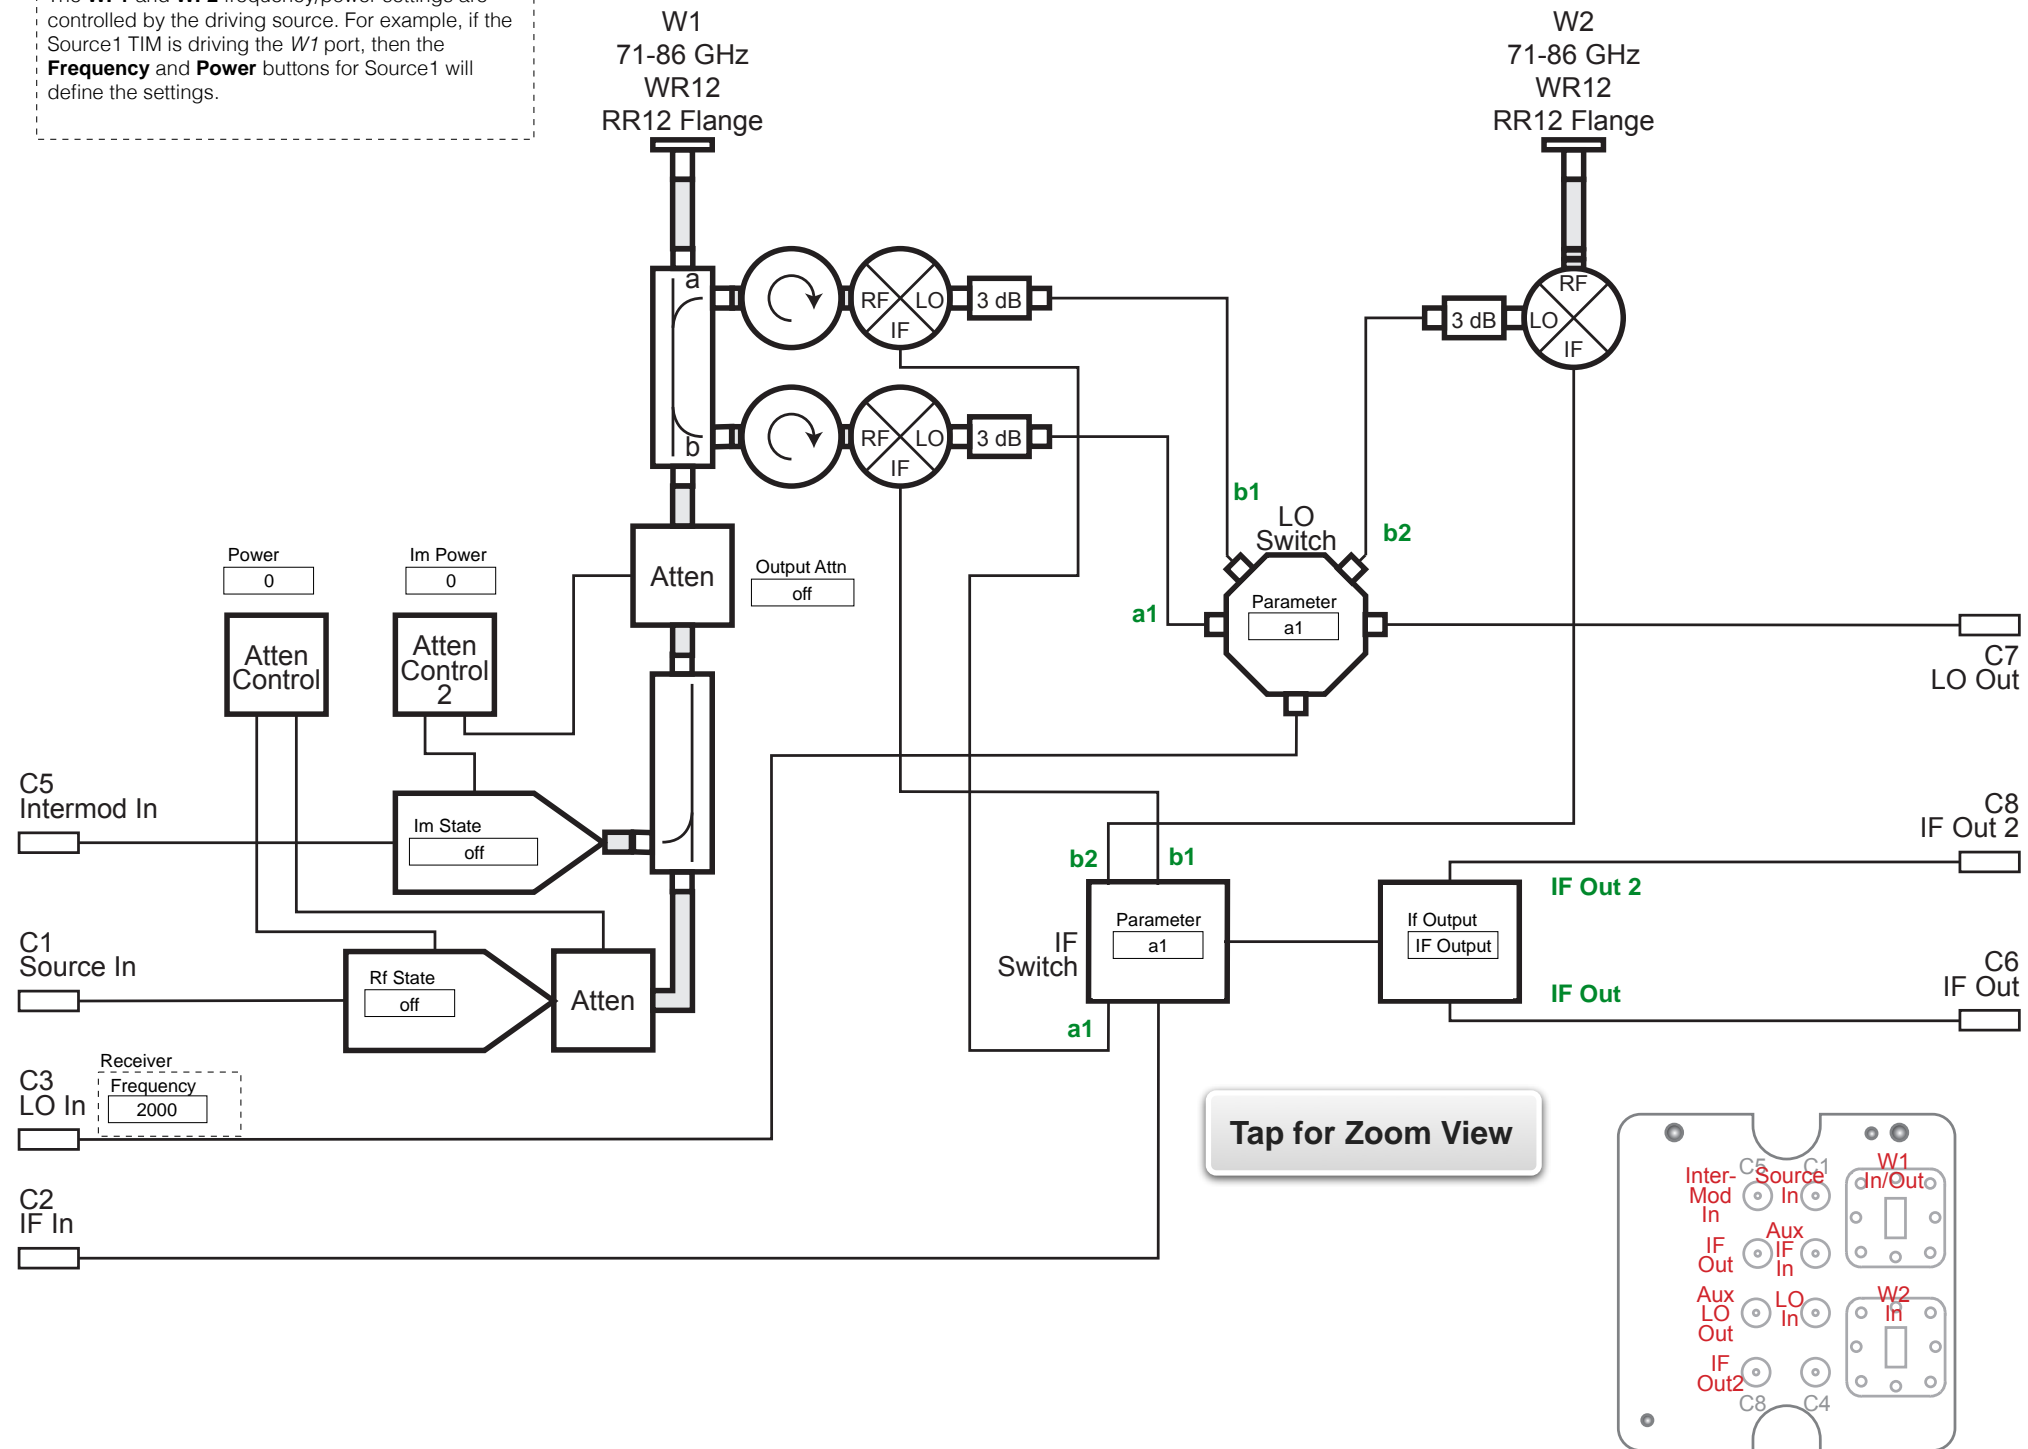 controlled by the driving source. For example, if the
Source1 TIM is driving the W1 port, then the
Frequency and Power buttons for Source1 will
define the settings.
W1
71-86 GHz
WR12
RR12 Flange
W2
71-86 GHz
WR12
RR12 Flange
a
RF
LO
IF
3 dB
b
RF
LO
IF
3 dB
RF
LO
IF
3 dB
b1
LO
Switch
b2
a1
Parameter
a1
Power
0
Im Power
0
Atten
Output Attn
off
Atten
Control
Atten
Control
2
C7
LO Out
C5
Intermod In
Im State
off
C8
IF Out 2
b2
b1
IF Out 2
C1
Source In
Rf State
off
Atten
IF
Switch
Parameter
a1
a1
If Output
IF Output
IF Out
C6
IF Out
C3
LO In
Receiver
Frequency
2000
C2
IF In
Tap for Zoom View
C5
C1
Inter-
Mod
In
Source
In
W1
In/Out
IF
Out
Aux
IF
In
Aux
LO
Out
LO
In
W2
In
IF
Out2
C8
C4